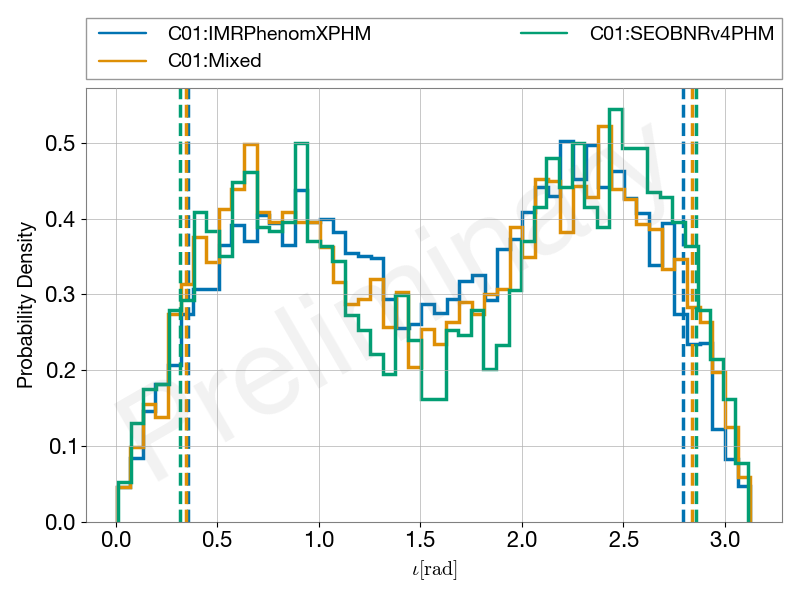 C01:IMRPhenomXPHM
C01:Mixed
C01:SEOBNRv4PHM
Preliminary
Probability Density
0.5
0.4
0.3
0.2
0.1
0.0
0.0 0.5 1.0 1.5 2.0 2.5 3.0
ι[rad]